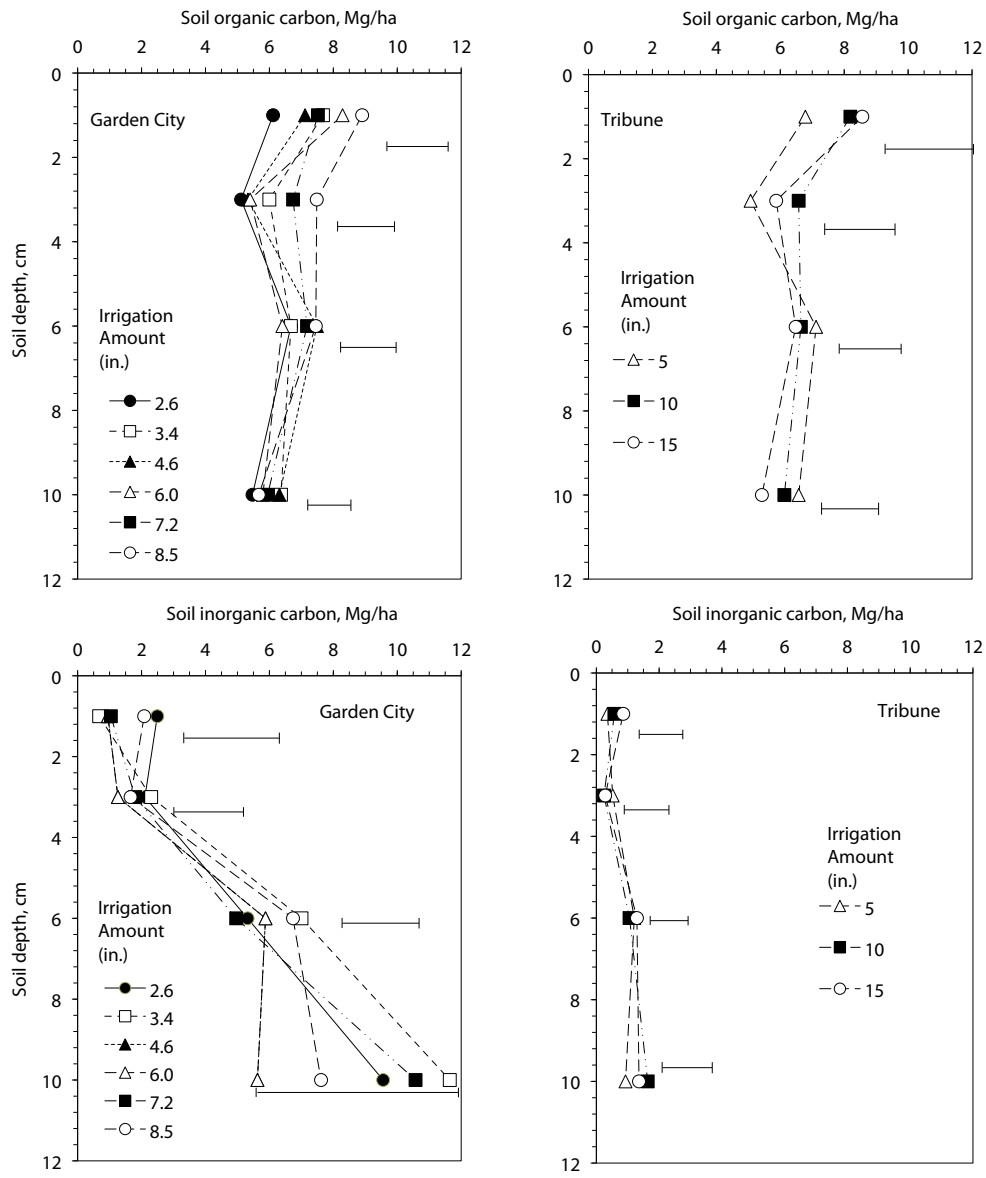 Soil organic carbon, Mg/ha
0 2 4 6 8 10 12
0
2
4
6
8
10
12
Soil depth, cm
Garden City
Irrigation
Amount
(in.)
2.6
3.4
4.6
6.0
7.2
8.5
Soil organic carbon, Mg/ha
0 2 4 6 8 10 12
0
2
4
6
8
10
12
Tribune
Irrigation
Amount
(in.)
5
10
15
Soil inorganic carbon, Mg/ha
0 2 4 6 8 10 12
0
2
4
6
8
10
12
Soil depth, cm
Garden City
Irrigation
Amount
(in.)
2.6
3.4
4.6
6.0
7.2
8.5
Soil inorganic carbon, Mg/ha
0 2 4 6 8 10 12
0
2
4
6
8
10
12
Tribune
Irrigation
Amount
(in.)
5
10
15